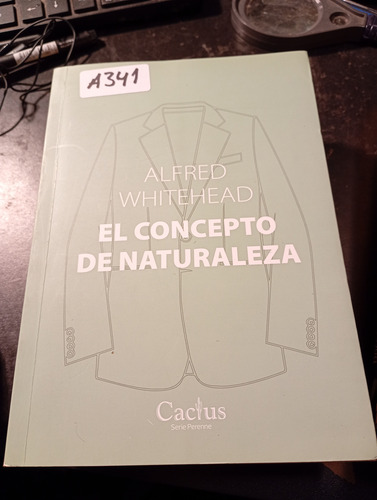 A341
ALFRED
WHITEHEAD
EL CONCEPTO
DE NATURALEZA
Cactus
Serie Perenne